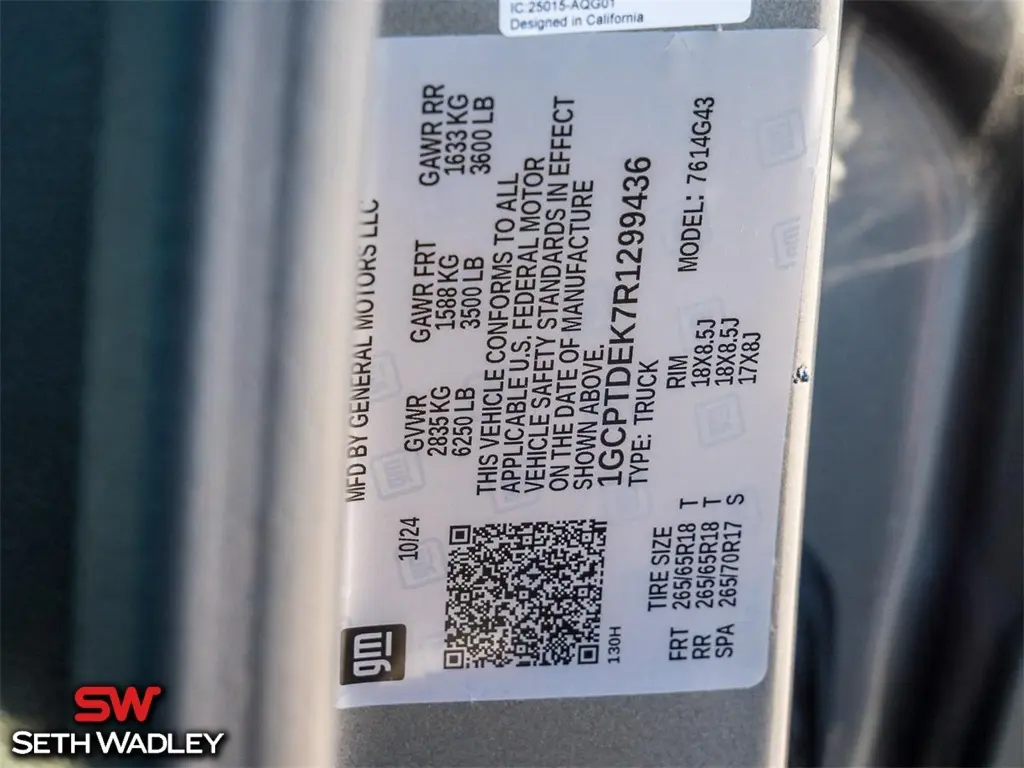 IC:25015-AQG01
Designed in California
gm
MFD BY GENERAL MOTORS LLC
10/24
GVWR
2835 KG
6250 LB
GAWR FRT
1588 KG
3500 LB
GAWR RR
1633 KG
3600 LB
THIS VEHICLE CONFORMS TO ALL
APPLICABLE U.S. FEDERAL MOTOR
VEHICLE SAFETY STANDARDS IN EFFECT
ON THE DATE OF MANUFACTURE
SHOWN ABOVE.
1GCPTDEK7R1299436
TYPE: TRUCK
MODEL: 7614G43
130H
TIRE SIZE RIM
FRT 265/65R18 T 18X8.5J
RR 265/65R18 T 18X8.5J
SPA 265/70R17 S 17X8J
SW
SETH WADLEY